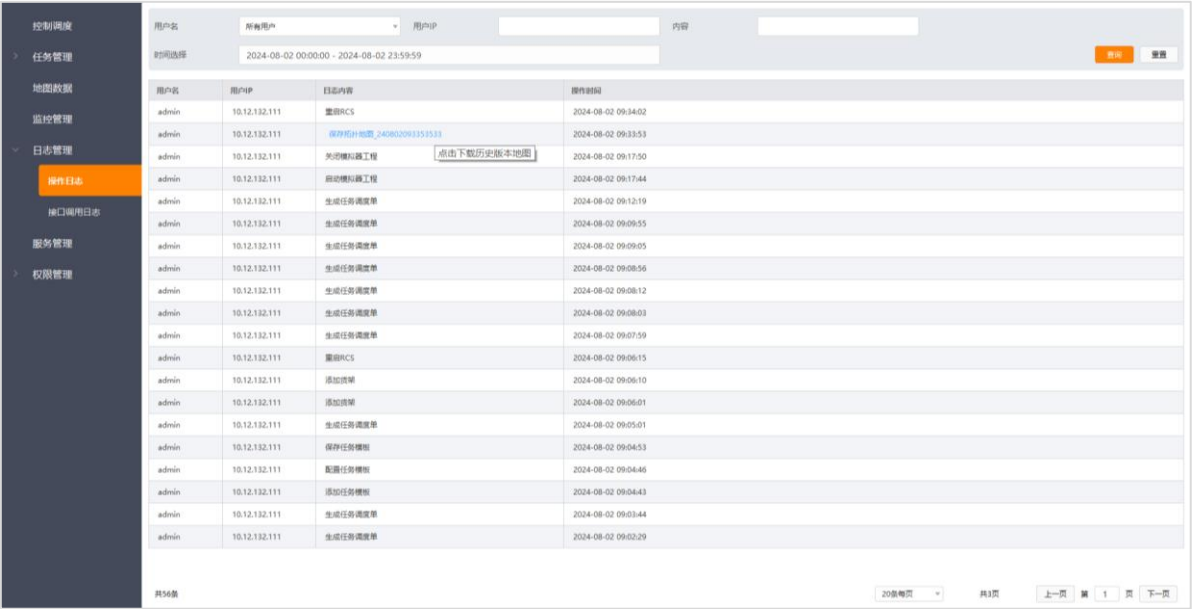 控制调度
任务管理
地图数据
监控管理
日志管理
操作日志
接口调用日志
服务管理
权限管理
用户名 所有用户 用户IP 内容
时间选择 2024-08-02 00:00:00 - 2024-08-02 23:59:59 查询 重置
用户名 用户IP 日志内容 操作时间
admin 10.12.132.111 重启RCS 2024-08-02 09:34:02
admin 10.12.132.111 保存拓扑地图_240802093353531 2024-08-02 09:33:53
点击下载历史版本地图
admin 10.12.132.111 关闭模拟器工程 2024-08-02 09:17:50
admin 10.12.132.111 启动模拟器工程 2024-08-02 09:17:44
admin 10.12.132.111 生成任务调度单 2024-08-02 09:12:19
admin 10.12.132.111 生成任务调度单 2024-08-02 09:09:55
admin 10.12.132.111 生成任务调度单 2024-08-02 09:09:05
admin 10.12.132.111 生成任务调度单 2024-08-02 09:08:56
admin 10.12.132.111 生成任务调度单 2024-08-02 09:08:12
admin 10.12.132.111 生成任务调度单 2024-08-02 09:08:03
admin 10.12.132.111 生成任务调度单 2024-08-02 09:07:59
admin 10.12.132.111 重启RCS 2024-08-02 09:06:15
admin 10.12.132.111 添加货架 2024-08-02 09:06:10
admin 10.12.132.111 添加货架 2024-08-02 09:06:01
admin 10.12.132.111 生成任务调度单 2024-08-02 09:05:01
admin 10.12.132.111 保存任务模板 2024-08-02 09:04:53
admin 10.12.132.111 配置任务模板 2024-08-02 09:04:46
admin 10.12.132.111 添加任务模板 2024-08-02 09:04:43
admin 10.12.132.111 生成任务调度单 2024-08-02 09:03:44
admin 10.12.132.111 生成任务调度单 2024-08-02 09:02:29
共56条 20条每页 共3页 上一页 第 1 页 下一页